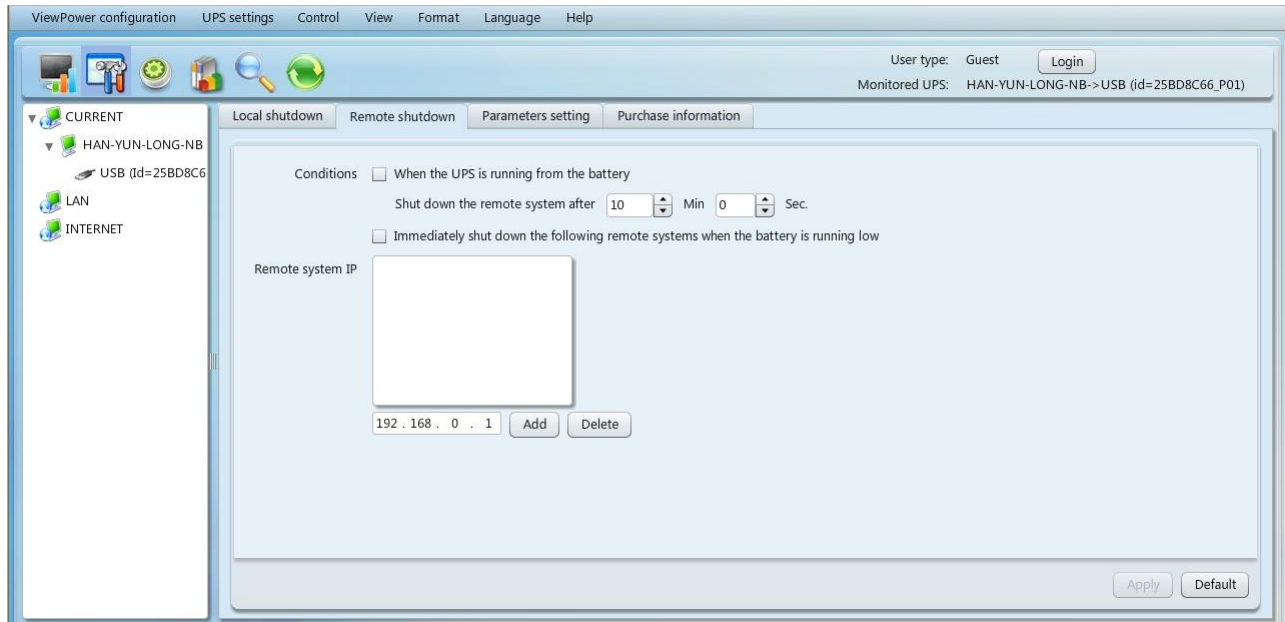 ViewPower configuration UPS settings Control View Format Language Help
User type: Guest Login
Monitored UPS: HAN-YUN-LONG-NB->USB (id=25BD8C66_P01)
CURRENT
HAN-YUN-LONG-NB
USB (Id=25BD8C6
LAN
INTERNET
Local shutdown Remote shutdown Parameters setting Purchase information
Conditions When the UPS is running from the battery
Shut down the remote system after 10 Min 0 Sec.
Immediately shut down the following remote systems when the battery is running low
Remote system IP
192 . 168 . 0 . 1 Add Delete
Apply Default